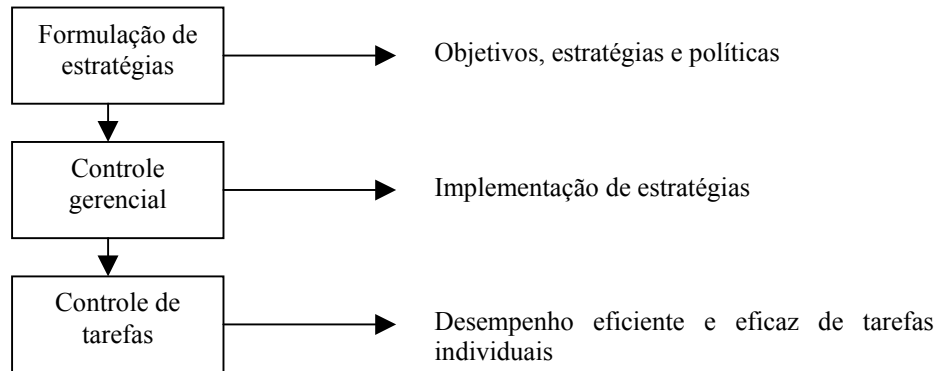 Formulação de
estratégias
Objetivos, estratégias e políticas
Controle
gerencial
Implementação de estratégias
Controle de
tarefas
Desempenho eficiente e eficaz de tarefas
individuais